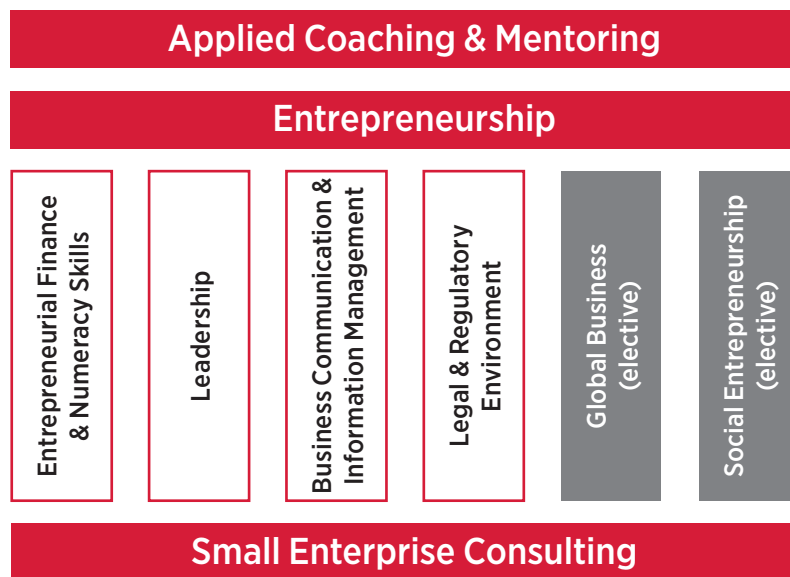 Applied Coaching & Mentoring
Entrepreneurship
Entrepreneurial Finance
& Numeracy Skills
Leadership
Business Communication &
Information Management
Legal & Regulatory
Environment
Global Business
(elective)
Social Entrepreneurship
(elective)
Small Enterprise Consulting